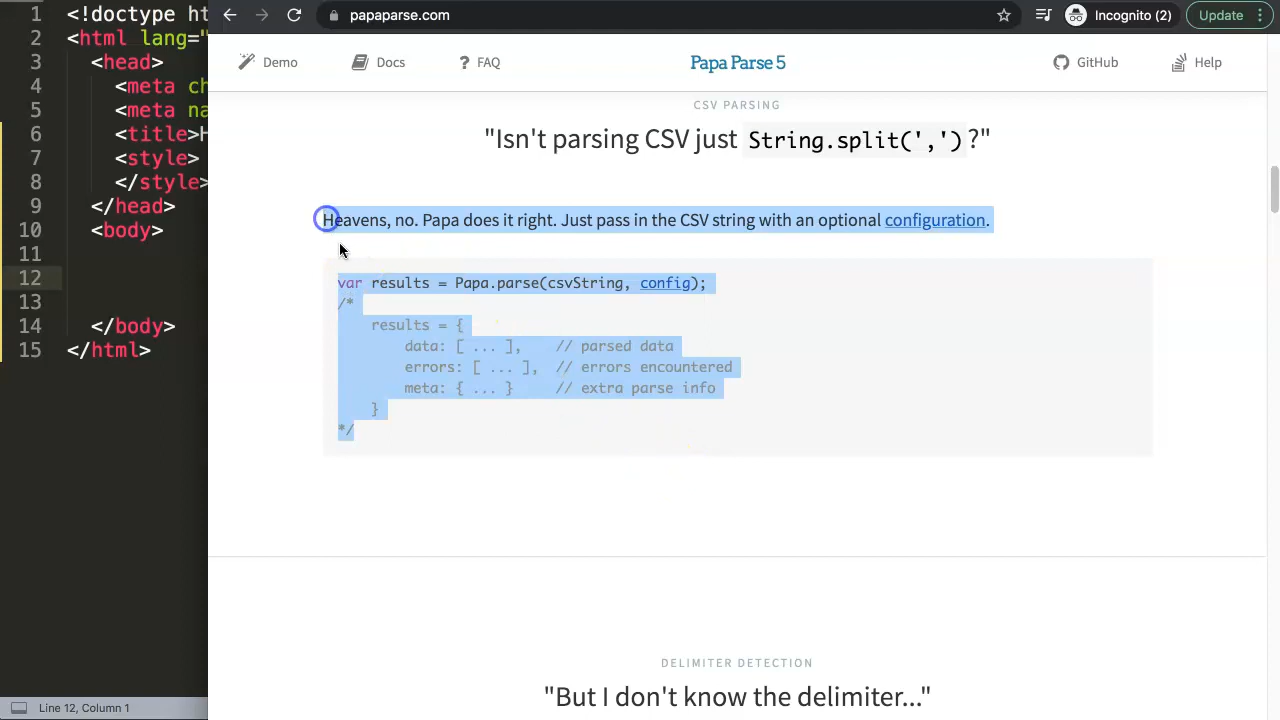 papaparse.com
Incognito (2)
Update
Demo
Docs
? FAQ
Papa Parse 5
GitHub
Help
1 <!doctype ht
2 <html lang="
3 <head>
4 <meta ch
5 <meta na
6 <title>H
7 <style>
8 </style>
9 </head>
10 <body>
11
12
13
14 </body>
15 </html>
Line 12, Column 1
CSV PARSING
"Isn't parsing CSV just String.split(',')?"
Heavens, no. Papa does it right. Just pass in the CSV string with an optional configuration.
var results = Papa.parse(csvString, config);
/*
results = {
data: [ ... ], // parsed data
errors: [ ... ], // errors encountered
meta: { ... } // extra parse info
}
*/
DELIMITER DETECTION
"But I don't know the delimiter..."